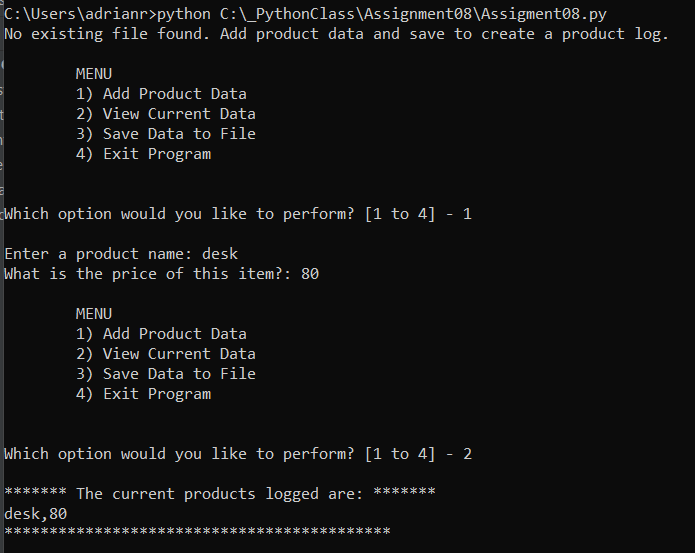 C:\Users\adrianr>python C:\_PythonClass\Assignment08\Assigment08.py
No existing file found. Add product data and save to create a product log.
MENU
1) Add Product Data
2) View Current Data
3) Save Data to File
4) Exit Program
Which option would you like to perform? [1 to 4] - 1
Enter a product name: desk
What is the price of this item?: 80
MENU
1) Add Product Data
2) View Current Data
3) Save Data to File
4) Exit Program
Which option would you like to perform? [1 to 4] - 2
******* The current products logged are: *******
desk,80
*******************************************